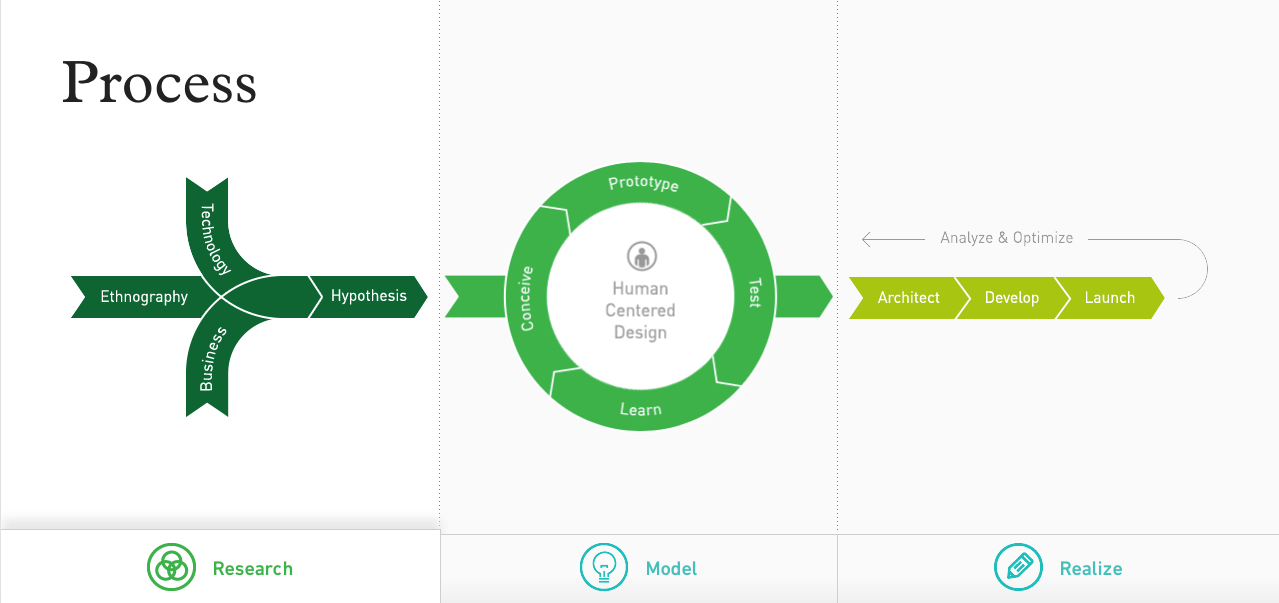 Process
Technology
Ethnography
Hypothesis
Business
Prototype
Conceive
Test
Learn
Human
Centered
Design
Analyze & Optimize
Architect
Develop
Launch
Research
Model
Realize